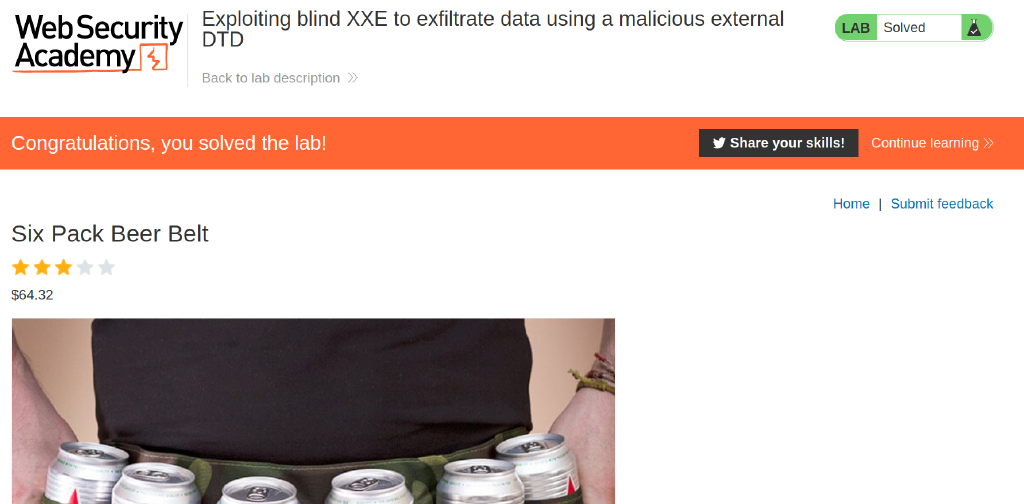 Web Security
Academy
Exploiting blind XXE to exfiltrate data using a malicious external
DTD
Back to lab description
LAB Solved
Congratulations, you solved the lab!
Share your skills!
Continue learning
Home | Submit feedback
Six Pack Beer Belt
$64.32